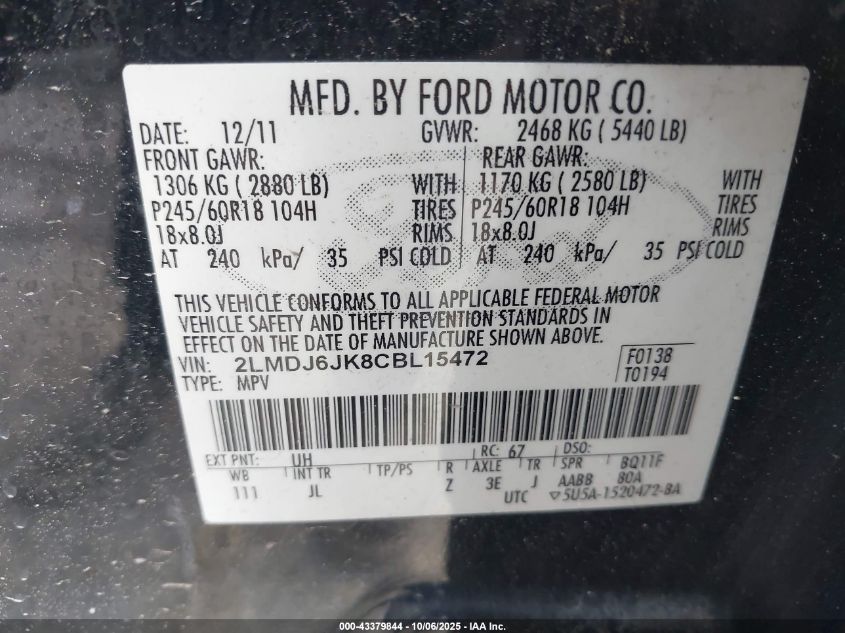 MFD. BY FORD MOTOR CO.
DATE: 12/11 GVWR: 2468 KG ( 5440 LB)
FRONT GAWR: REAR GAWR:
1306 KG ( 2880 LB) WITH 1170 KG ( 2580 LB) WITH
P245/60R18 104H TIRES P245/60R18 104H TIRES
18x8.0J RIMS 18x8.0J RIMS
AT 240 kPa/ 35 PSI COLD AT 240 kPa/ 35 PSI COLD
THIS VEHICLE CONFORMS TO ALL APPLICABLE FEDERAL MOTOR
VEHICLE SAFETY AND THEFT PREVENTION STANDARDS IN
EFFECT ON THE DATE OF MANUFACTURE SHOWN ABOVE.
VIN: 2LMDJ6JK8CBL15472 F0138
TYPE: MPV T0194
EXT PNT: UH RC: 67 DSO:
WB INT TR TP/PS R AXLE TR SPR BQ11F
111 JL Z 3E J AABB 80A
UTC ▽5U5A-1520472-BA
000-43379844 | 10/06/2025 - IAA Inc.